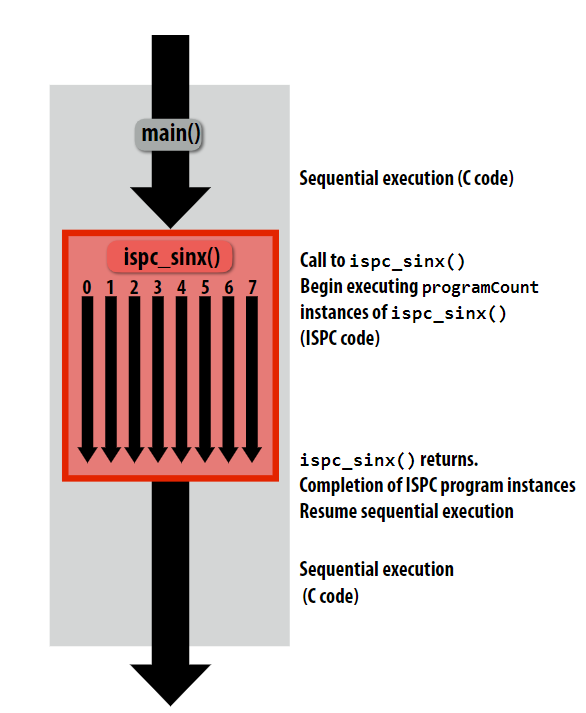 main()
Sequential execution (C code)
ispc_sinx()
0 1 2 3 4 5 6 7
Call to ispc_sinx()
Begin executing programCount
instances of ispc_sinx()
(ISPC code)
ispc_sinx() returns.
Completion of ISPC program instances
Resume sequential execution
Sequential execution
(C code)